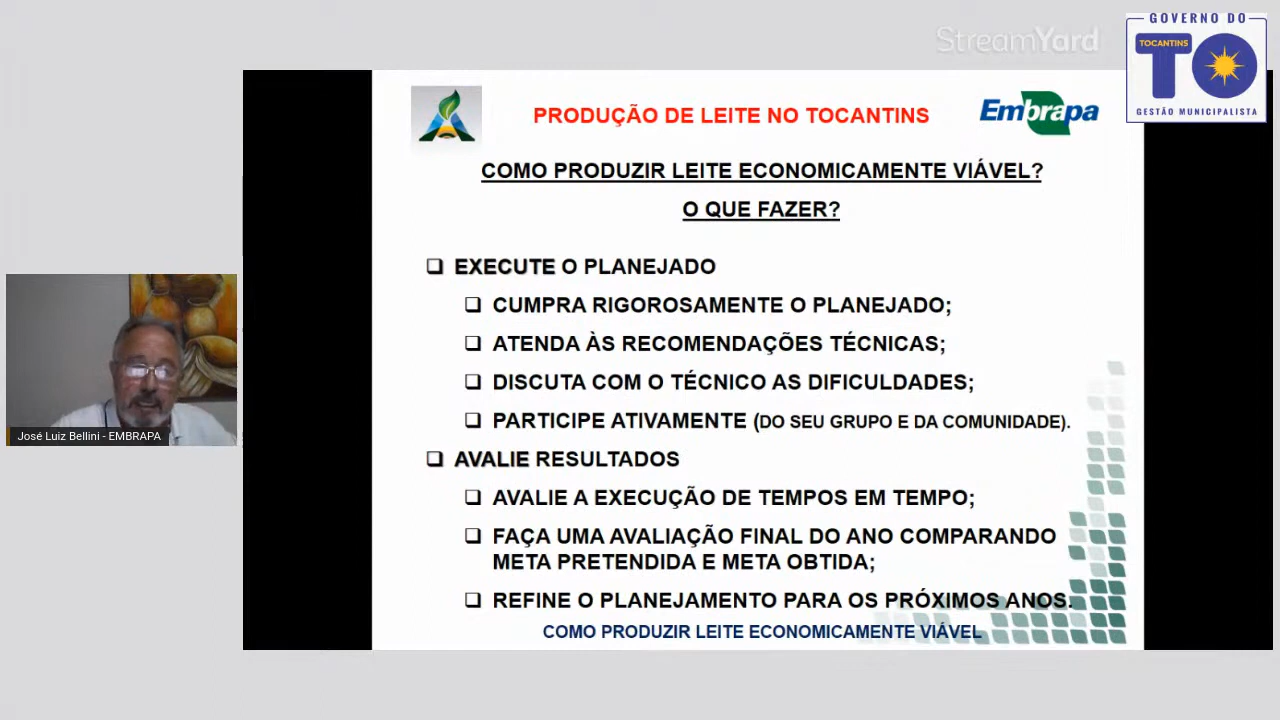 StreamYard
GOVERNO DO
TOCANTINS
TO
GESTÃO MUNICIPALISTA
PRODUÇÃO DE LEITE NO TOCANTINS
Embrapa
COMO PRODUZIR LEITE ECONOMICAMENTE VIÁVEL?
O QUE FAZER?
EXECUTE O PLANEJADO
CUMPRA RIGOROSAMENTE O PLANEJADO;
ATENDA ÀS RECOMENDAÇÕES TÉCNICAS;
DISCUTA COM O TÉCNICO AS DIFICULDADES;
PARTICIPE ATIVAMENTE (DO SEU GRUPO E DA COMUNIDADE).
AVALIE RESULTADOS
AVALIE A EXECUÇÃO DE TEMPOS EM TEMPO;
FAÇA UMA AVALIAÇÃO FINAL DO ANO COMPARANDO
META PRETENDIDA E META OBTIDA;
REFINE O PLANEJAMENTO PARA OS PRÓXIMOS ANOS.
COMO PRODUZIR LEITE ECONOMICAMENTE VIÁVEL
José Luiz Bellini - EMBRAPA